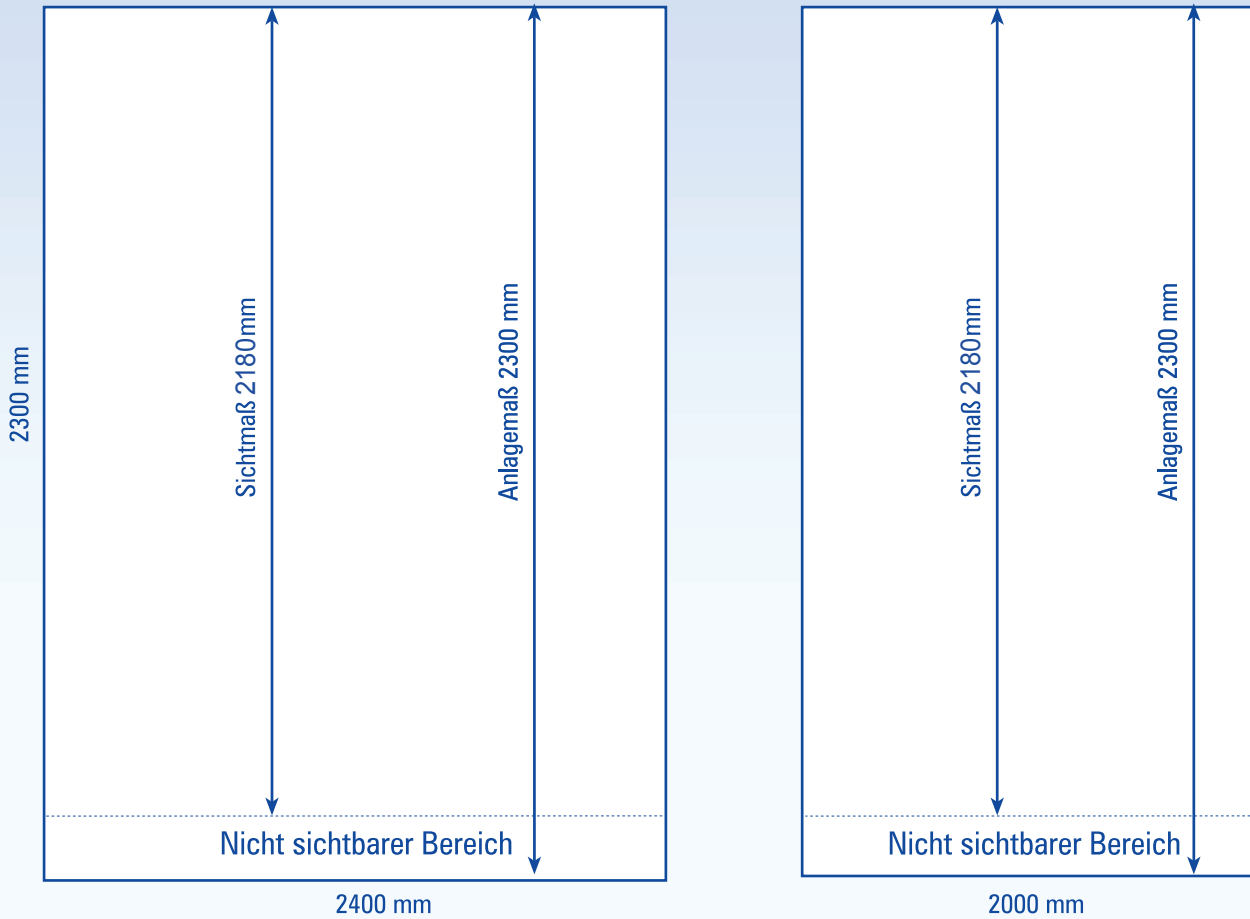 2300 mm
Sichtmaß 2180mm
Anlagemaß 2300 mm
Nicht sichtbarer Bereich
2400 mm
Sichtmaß 2180mm
Anlagemaß 2300 mm
Nicht sichtbarer Bereich
2000 mm